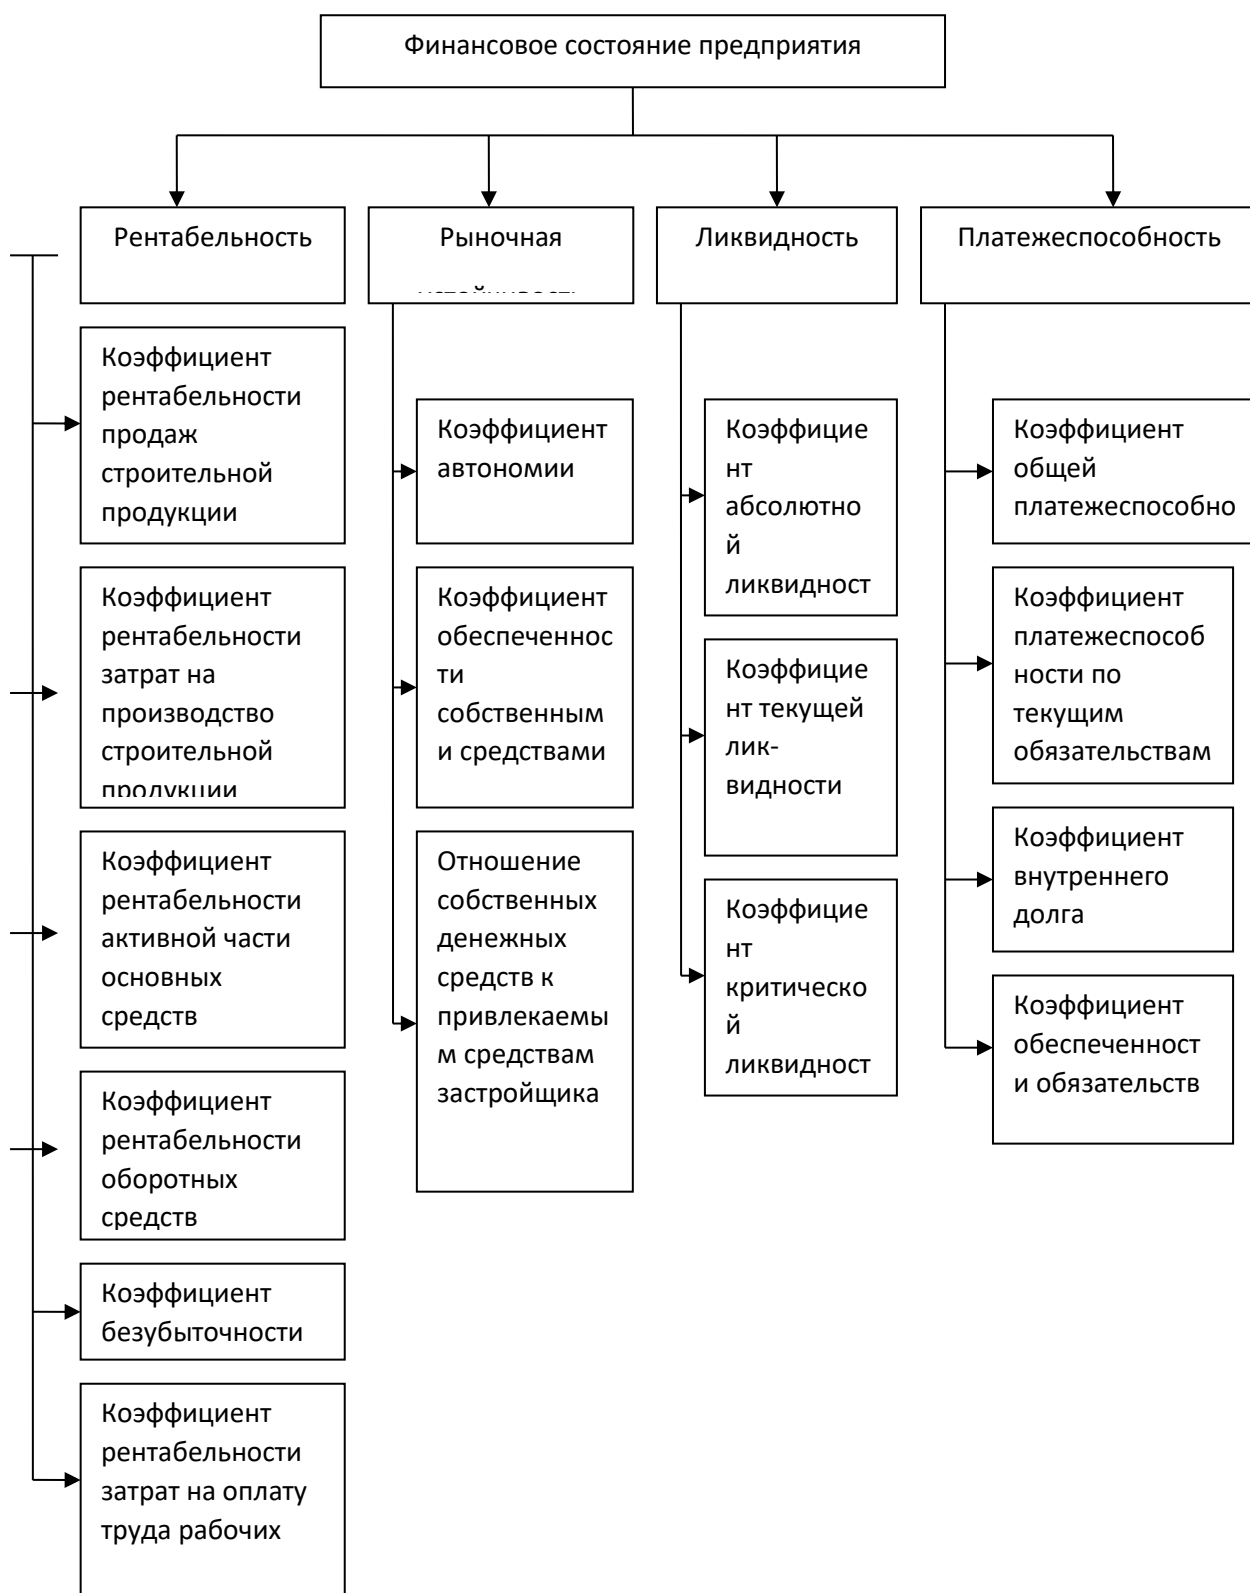 Финансовое состояние предприятия
Рентабельность
Рыночная
Ликвидность
Платежеспособность
Коэффициент
рентабельности
продаж
строительной
продукции
Коэффициент
рентабельности
затрат на
производство
строительной
продукции
Коэффициент
рентабельности
активной части
основных
средств
Коэффициент
рентабельности
оборотных
средств
Коэффициент
безубыточности
Коэффициент
рентабельности
затрат на оплату
труда рабочих
Коэффициент
автономии
Коэффициент
обеспеченнос
ти
собственным
и средствами
Отношение
собственных
денежных
средств к
привлекаемы
м средствам
застройщика
Коэффицие
нт
абсолютно
й
ликвидност
Коэффицие
нт текущей
лик-
видности
Коэффицие
нт
критическо
й
ликвидност
Коэффициент
общей
платежеспособно
Коэффициент
платежеспособ
ности по
текущим
обязательствам
Коэффициент
внутреннего
долга
Коэффициент
обеспеченност
и обязательств